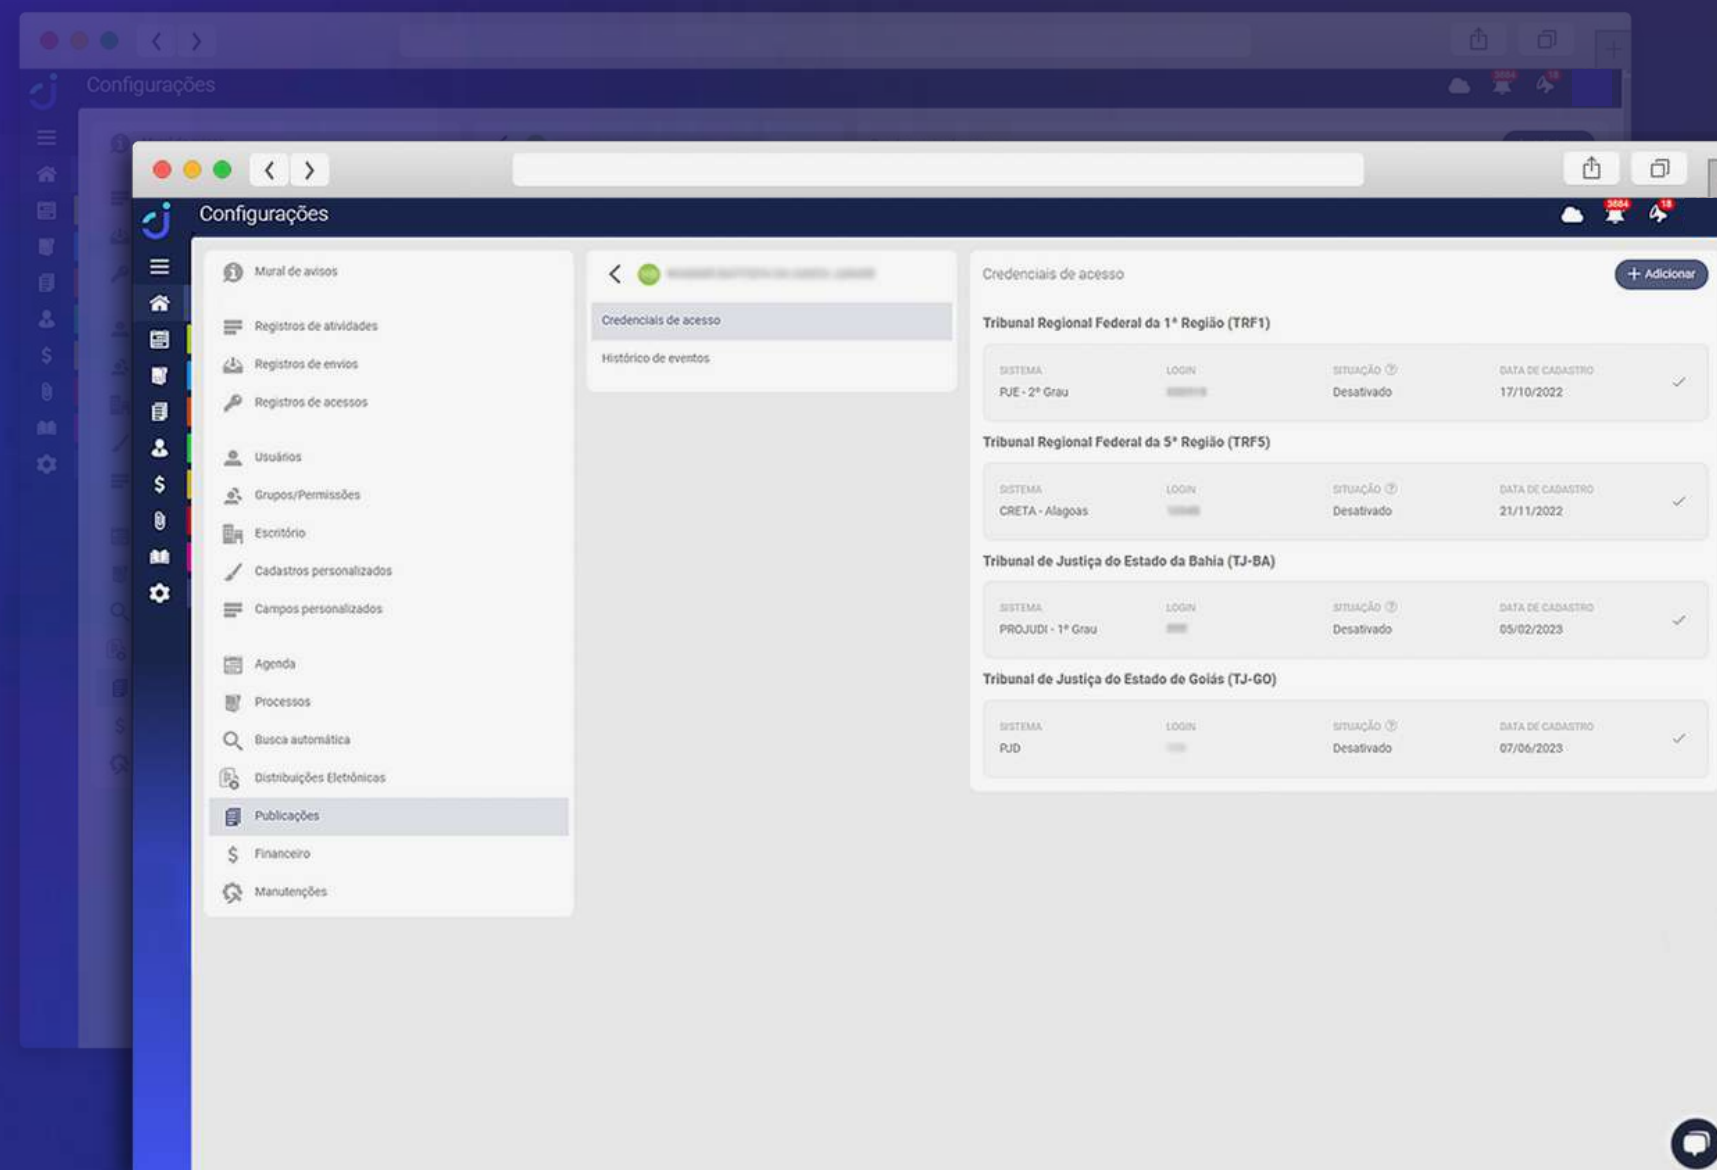 Configurações
3684
18
Configurações
3684
18
Mural de avisos
Registros de atividades
Registros de envios
Registros de acessos
Usuários
Grupos/Permissões
Escritório
Cadastros personalizados
Campos personalizados
Agenda
Processos
Busca automática
Distribuições Eletrônicas
Publicações
Financeiro
Manutenções
Credenciais de acesso
Histórico de eventos
Credenciais de acesso
+ Adicionar
Tribunal Regional Federal da 1ª Região (TRF1)
SISTEMA LOGIN SITUAÇÃO DATA DE CADASTRO
PJE - 2º Grau Desativado 17/10/2022
Tribunal Regional Federal da 5ª Região (TRF5)
SISTEMA LOGIN SITUAÇÃO DATA DE CADASTRO
CRETA - Alagoas Desativado 21/11/2022
Tribunal de Justiça do Estado da Bahia (TJ-BA)
SISTEMA LOGIN SITUAÇÃO DATA DE CADASTRO
PROJUDI - 1º Grau Desativado 05/02/2023
Tribunal de Justiça do Estado de Goiás (TJ-GO)
SISTEMA LOGIN SITUAÇÃO DATA DE CADASTRO
PJD Desativado 07/06/2023